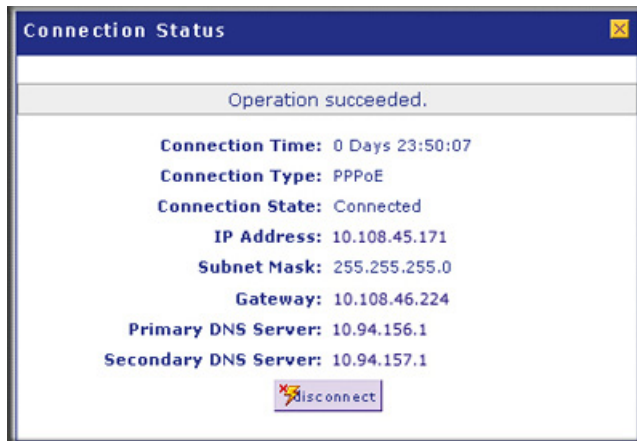 Connection Status
Operation succeeded.
Connection Time: 0 Days 23:50:07
Connection Type: PPPoE
Connection State: Connected
IP Address: 10.108.45.171
Subnet Mask: 255.255.255.0
Gateway: 10.108.46.224
Primary DNS Server: 10.94.156.1
Secondary DNS Server: 10.94.157.1
disconnect